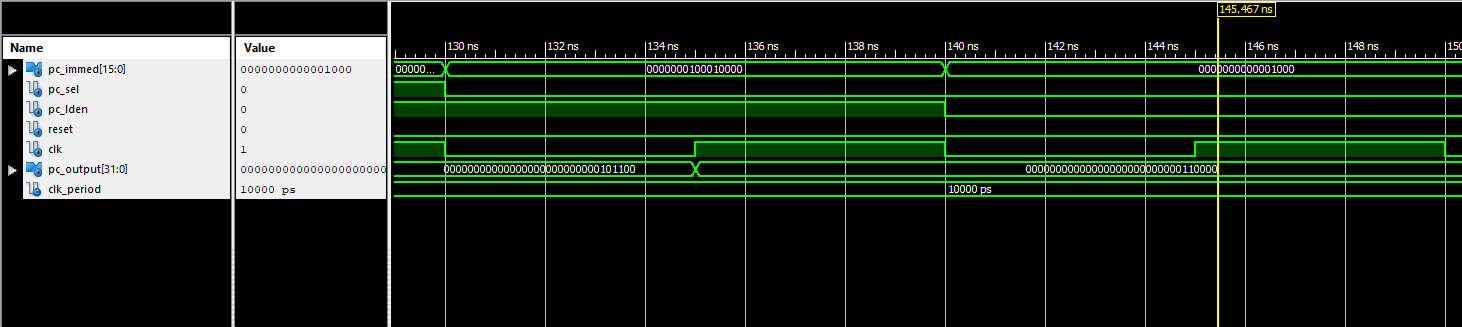 145.467 ns
Name Value 130 ns 132 ns 134 ns 136 ns 138 ns 140 ns 142 ns 144 ns 146 ns 148 ns 150
pc_immed[15:0] 0000000000001000 00000... 0000000100010000 0000000000001000
pc_sel 0
pc_lden 0
reset 0
clk 1
pc_output[31:0] 000000000000000000000 00000000000000000000000000101100 00000000000000000000000000110000
clk_period 10000 ps 10000 ps